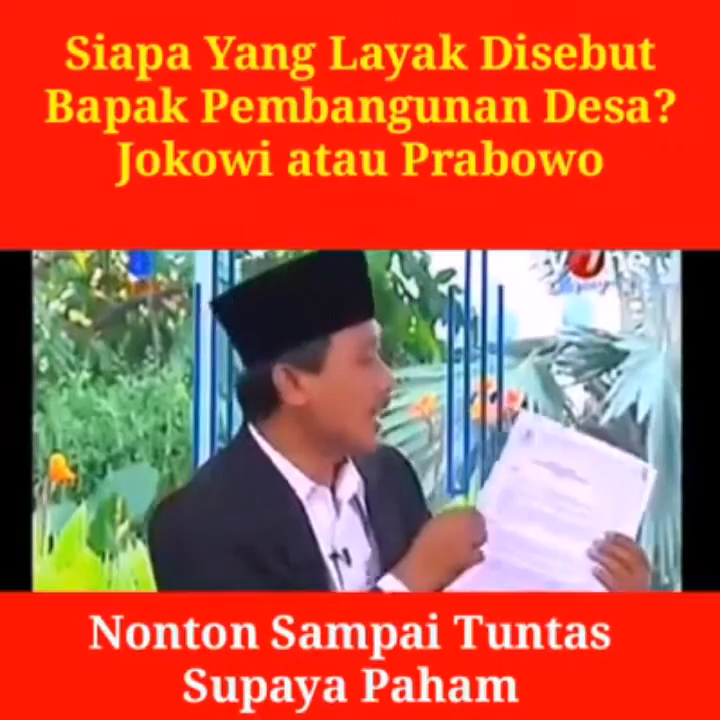 Siapa Yang Layak Disebut
Bapak Pembangunan Desa?
Jokowi atau Prabowo
Nonton Sampai Tuntas
Supaya Paham